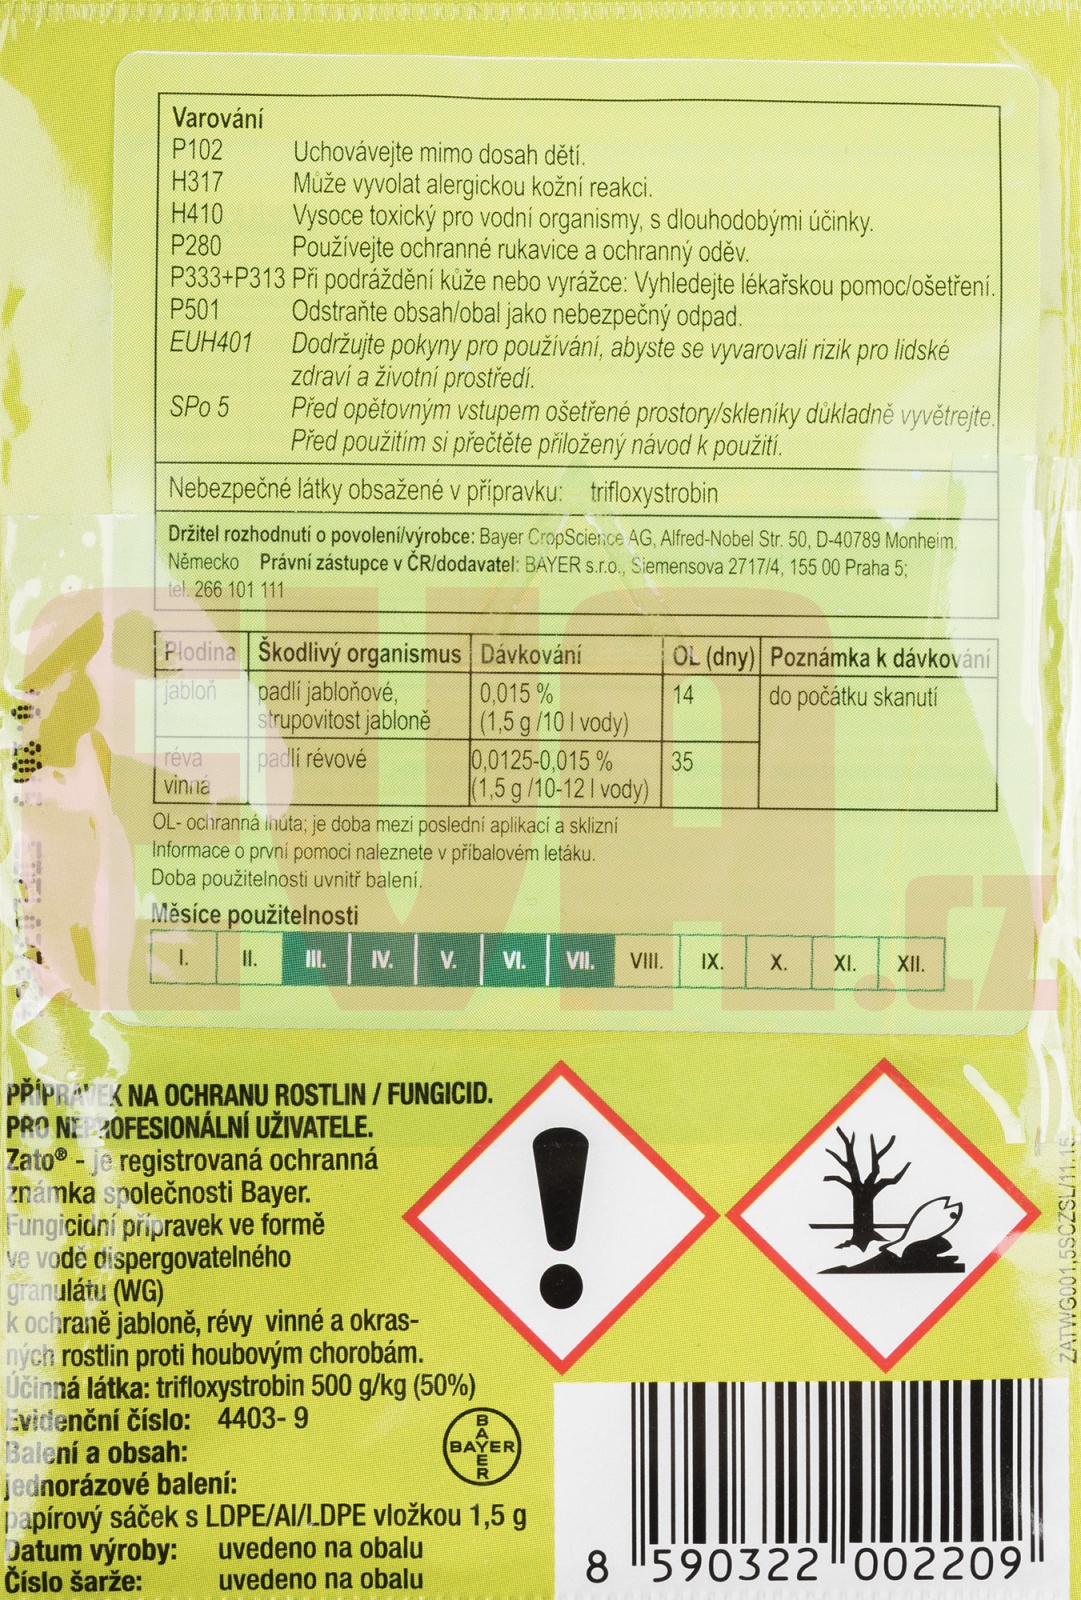 Varování
P102 Uchovávejte mimo dosah dětí.
H317 Může vyvolat alergickou kožní reakci.
H410 Vysoce toxický pro vodní organismy, s dlouhodobými účinky.
P280 Používejte ochranné rukavice a ochranný oděv.
P333+P313 Při podráždění kůže nebo vyrážce: Vyhledejte lékařskou pomoc/ošetření.
P501 Odstraňte obsah/obal jako nebezpečný odpad.
EUH401 Dodržujte pokyny pro používání, abyste se vyvarovali rizik pro lidské
zdraví a životní prostředí.
SPo 5 Před opětovným vstupem ošetřené prostory/skleníky důkladně vyvětrejte.
Před použitím si přečtěte přiložený návod k použití.
Nebezpečné látky obsažené v přípravku: trifloxystrobin
Držitel rozhodnutí o povolení/výrobce: Bayer CropScience AG, Alfred-Nobel Str. 50, D-40789 Monheim,
Německo Právní zástupce v ČR/dodavatel: BAYER s.r.o., Siemensova 2717/4, 155 00 Praha 5;
tel. 266 101 111
Plodina Škodlivý organismus Dávkování OL (dny) Poznámka k dávkování
jabloň padlí jabloňové, 0,015 % 14 do počátku skanutí
strupovitost jabloně (1,5 g /10 l vody)
réva padlí révové 0,0125-0,015 % 35
vinná (1,5 g /10-12 l vody)
OL- ochranná lhůta; je doba mezi poslední aplikací a sklizní
Informace o první pomoci naleznete v příbalovém letáku.
Doba použitelnosti uvnitř balení.
Měsíce použitelnosti
I. II. III. IV. V. VI. VII. VIII. IX. X. XI. XII.
EVA.cz
PŘÍPRAVEK NA OCHRANU ROSTLIN / FUNGICID.
PRO NEPROFESIONÁLNÍ UŽIVATELE.
Zato® - je registrovaná ochranná
známka společnosti Bayer.
Fungicidní přípravek ve formě
ve vodě dispergovatelného
granulátu (WG)
k ochraně jabloně, révy vinné a okras-
ných rostlin proti houbovým chorobám.
Účinná látka: trifloxystrobin 500 g/kg (50%)
Evidenční číslo: 4403- 9
Balení a obsah:
jednorázové balení:
papírový sáček s LDPE/Al/LDPE vložkou 1,5 g
Datum výroby: uvedeno na obalu
Číslo šarže: uvedeno na obalu
BAYER
BAYER
ZATWG001,5SCZSL/11.15
8 590322 002209